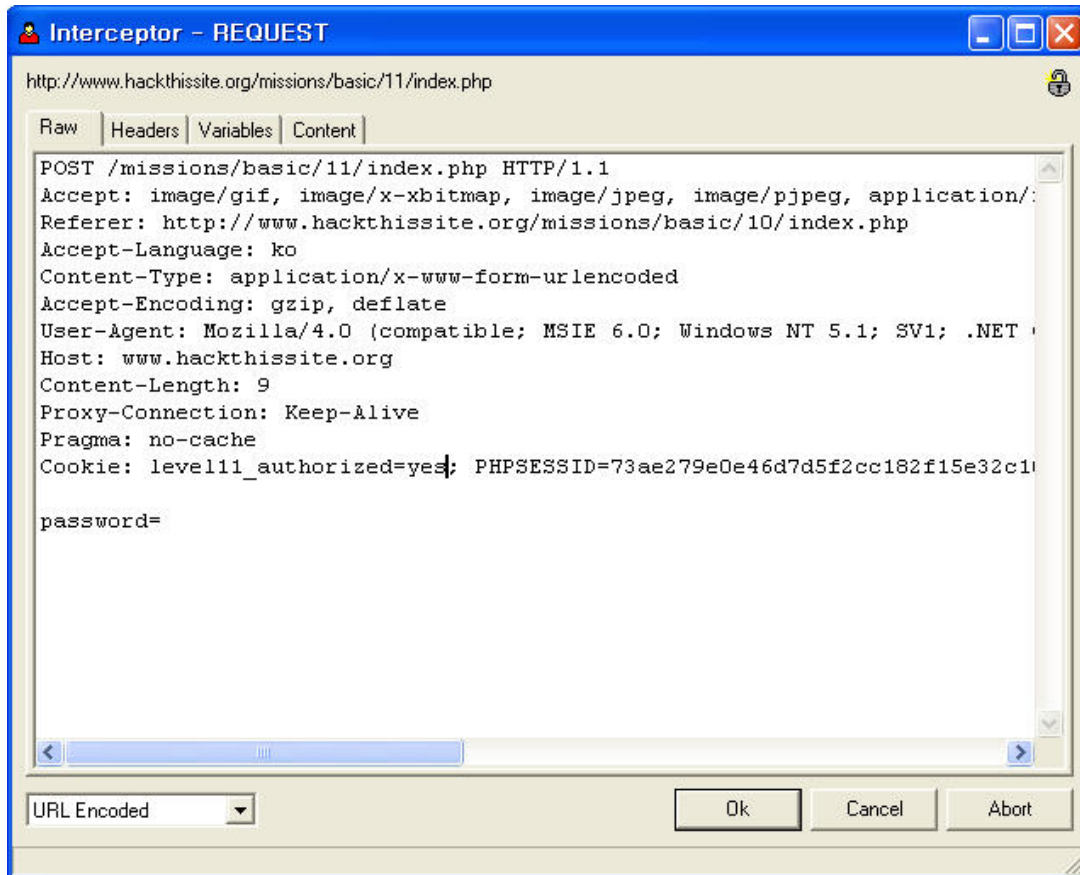 Interceptor - REQUEST
http://www.hackthissite.org/missions/basic/11/index.php
Raw Headers Variables Content
POST /missions/basic/11/index.php HTTP/1.1
Accept: image/gif, image/x-xbitmap, image/jpeg, image/pjpeg, application/
Referer: http://www.hackthissite.org/missions/basic/10/index.php
Accept-Language: ko
Content-Type: application/x-www-form-urlencoded
Accept-Encoding: gzip, deflate
User-Agent: Mozilla/4.0 (compatible; MSIE 6.0; Windows NT 5.1; SV1; .NET
Host: www.hackthissite.org
Content-Length: 9
Proxy-Connection: Keep-Alive
Pragma: no-cache
Cookie: level11_authorized=yes; PHPSESSID=73ae279e0e46d7d5f2cc182f15e32c1
password=
URL Encoded Ok Cancel Abort